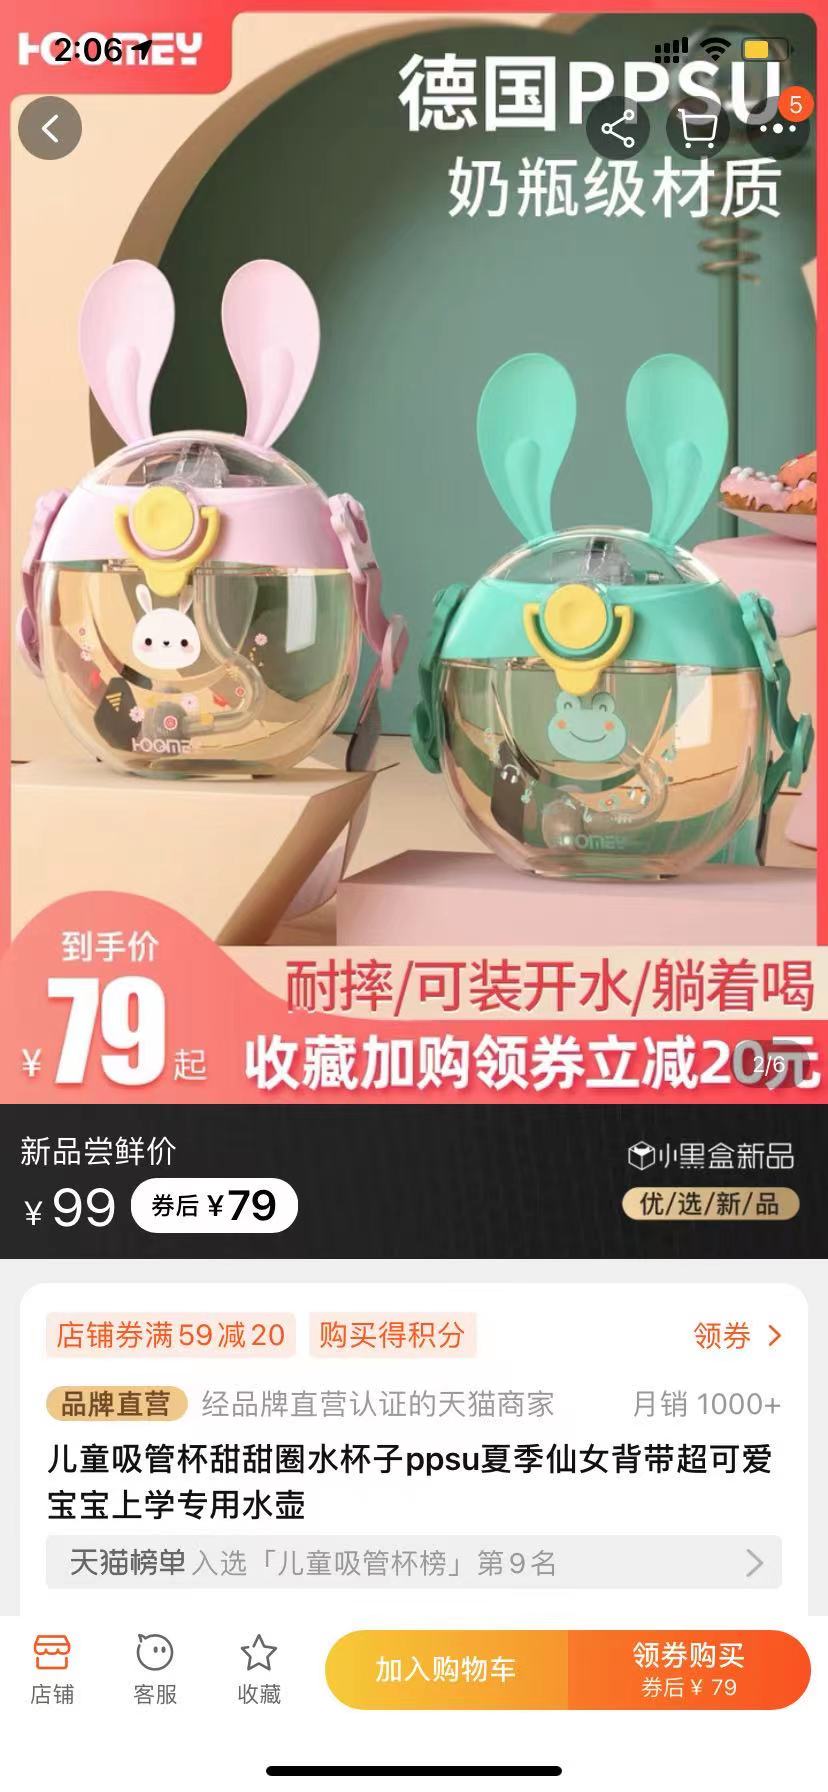 HOOMEY
2:06
德国PPSU
5
奶瓶级材质
HOOMEY
HOOMEY
到手价
¥79起
耐摔/可装开水/躺着喝
收藏加购领券立减20元
2/6
新品尝鲜价
¥99 券后¥79
小黑盒新品
优/选/新/品
店铺券满59减20 购买得积分 领券
品牌直营 经品牌直营认证的天猫商家 月销 1000+
儿童吸管杯甜甜圈水杯子ppsu夏季仙女背带超可爱
宝宝上学专用水壶
天猫榜单 入选「儿童吸管杯榜」第9名
店铺 客服 收藏
加入购物车
领券购买
券后¥79